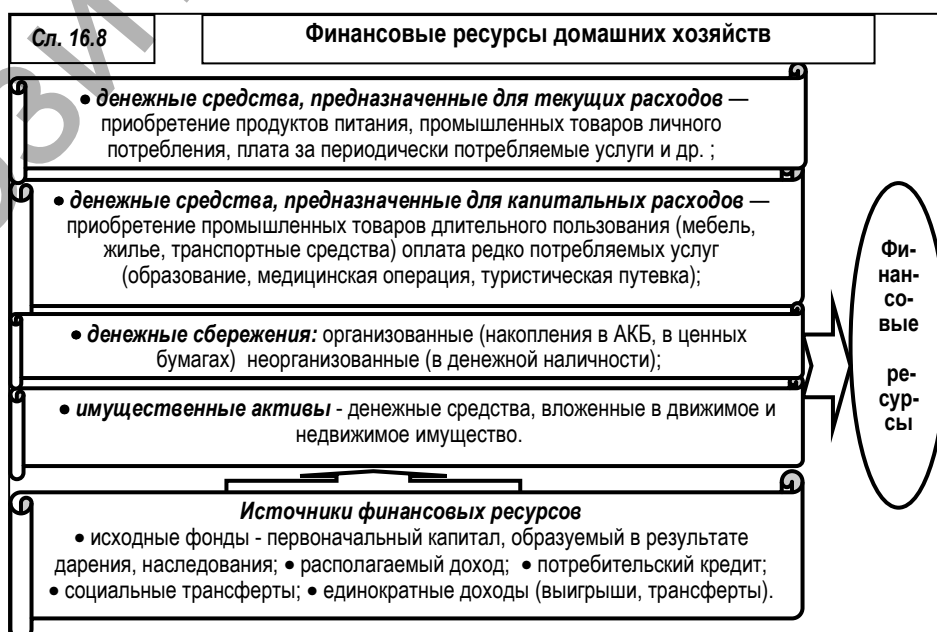 Сл. 16.8
Финансовые ресурсы домашних хозяйств
• денежные средства, предназначенные для текущих расходов —
приобретение продуктов питания, промышленных товаров личного
потребления, плата за периодически потребляемые услуги и др. ;
• денежные средства, предназначенные для капитальных расходов —
приобретение промышленных товаров длительного пользования (мебель,
жилье, транспортные средства) оплата редко потребляемых услуг
(образование, медицинская операция, туристическая путевка);
• денежные сбережения: организованные (накопления в АКБ, в ценных
бумагах) неорганизованные (в денежной наличности);
• имущественные активы - денежные средства, вложенные в движимое и
недвижимое имущество.
Фи-
нан-
со-
вые
ре-
сур-
сы
Источники финансовых ресурсов
• исходные фонды - первоначальный капитал, образуемый в результате
дарения, наследования; • располагаемый доход; • потребительский кредит;
• социальные трансферты; • единократные доходы (выигрыши, трансферты).